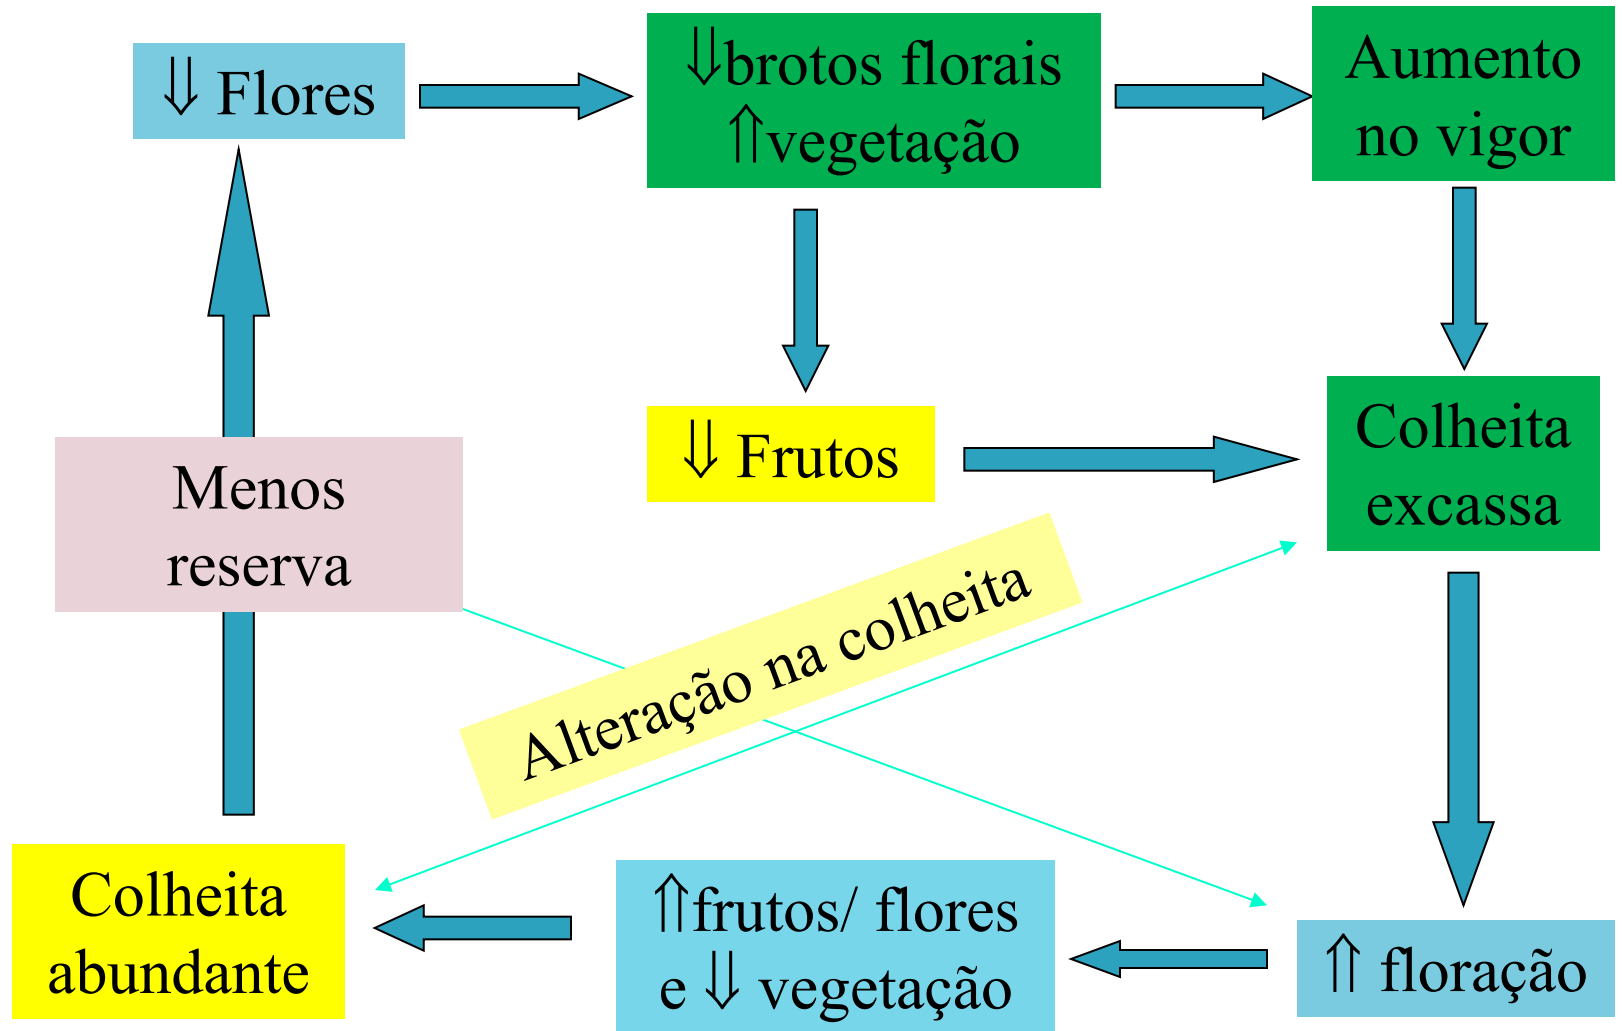 ⇓ Flores
⇓brotos florais
⇑vegetação
Aumento
no vigor
⇓ Frutos
Colheita
excassa
Menos
reserva
Alteração na colheita
Colheita
abundante
⇑frutos/ flores
e ⇓ vegetação
⇑ floração